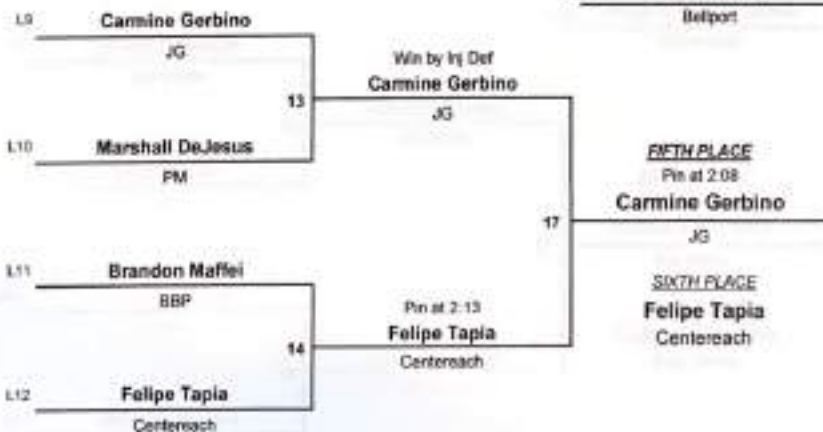 Bellport
L9
Carmine Gerbino
JG
13
Win by Inj Def
Carmine Gerbino
JG
L10
Marshall DeJesus
PM
17
FIFTH PLACE
Pin at 2:08
Carmine Gerbino
JG
L11
Brandon Maffei
BBP
14
Pin at 2:13
Felipe Tapia
Centereach
SIXTH PLACE
Felipe Tapia
Centereach
L12
Felipe Tapia
Centereach